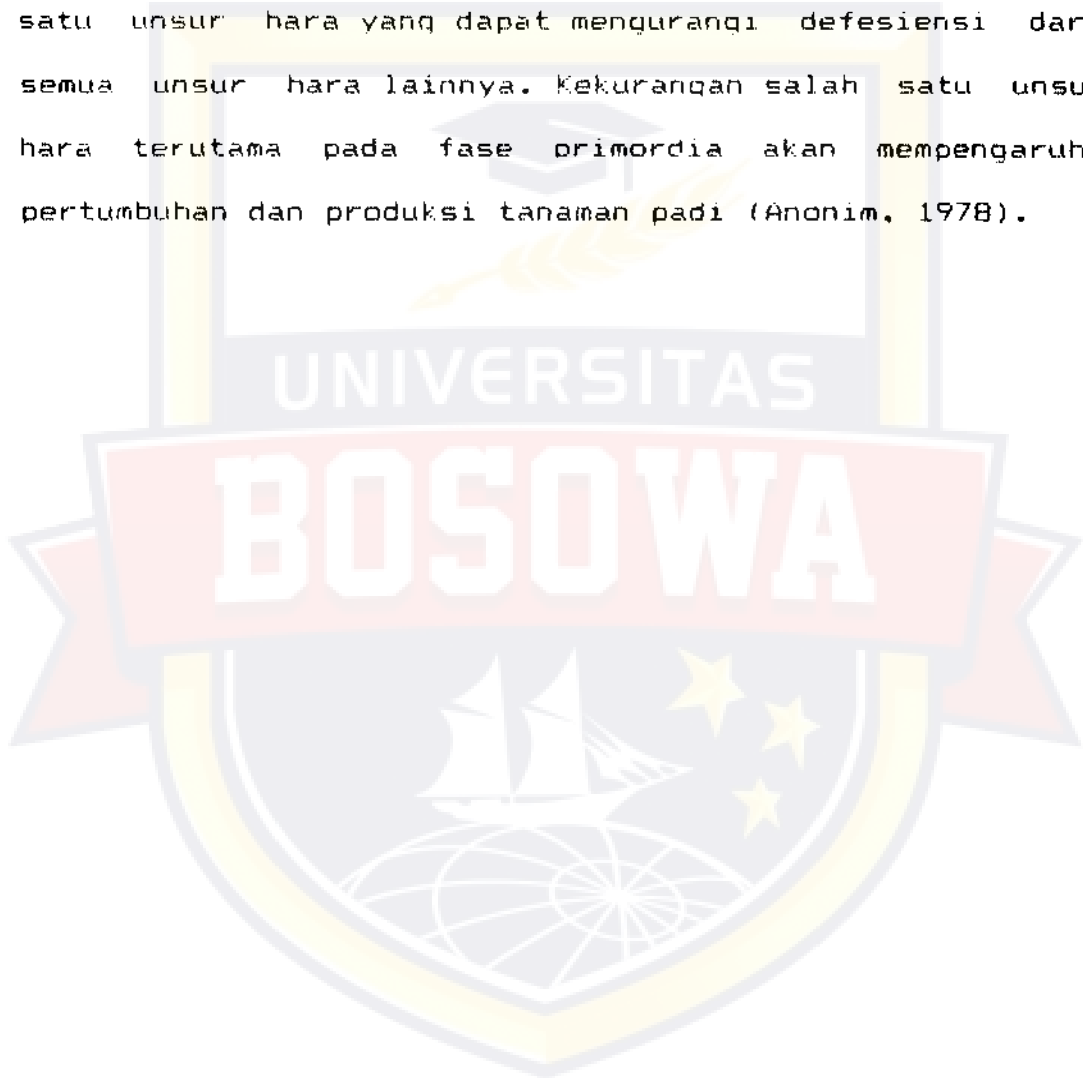 satu unsur hara yang dapat mengurangi defesiensi dar
semua unsur hara lainnya. Kekurangan salah satu unsu
hara terutama pada fase primordia akan mempengaruh
pertumbuhan dan produksi tanaman padi (Anonim, 1978).
UNIVERSITAS
BOSOWA